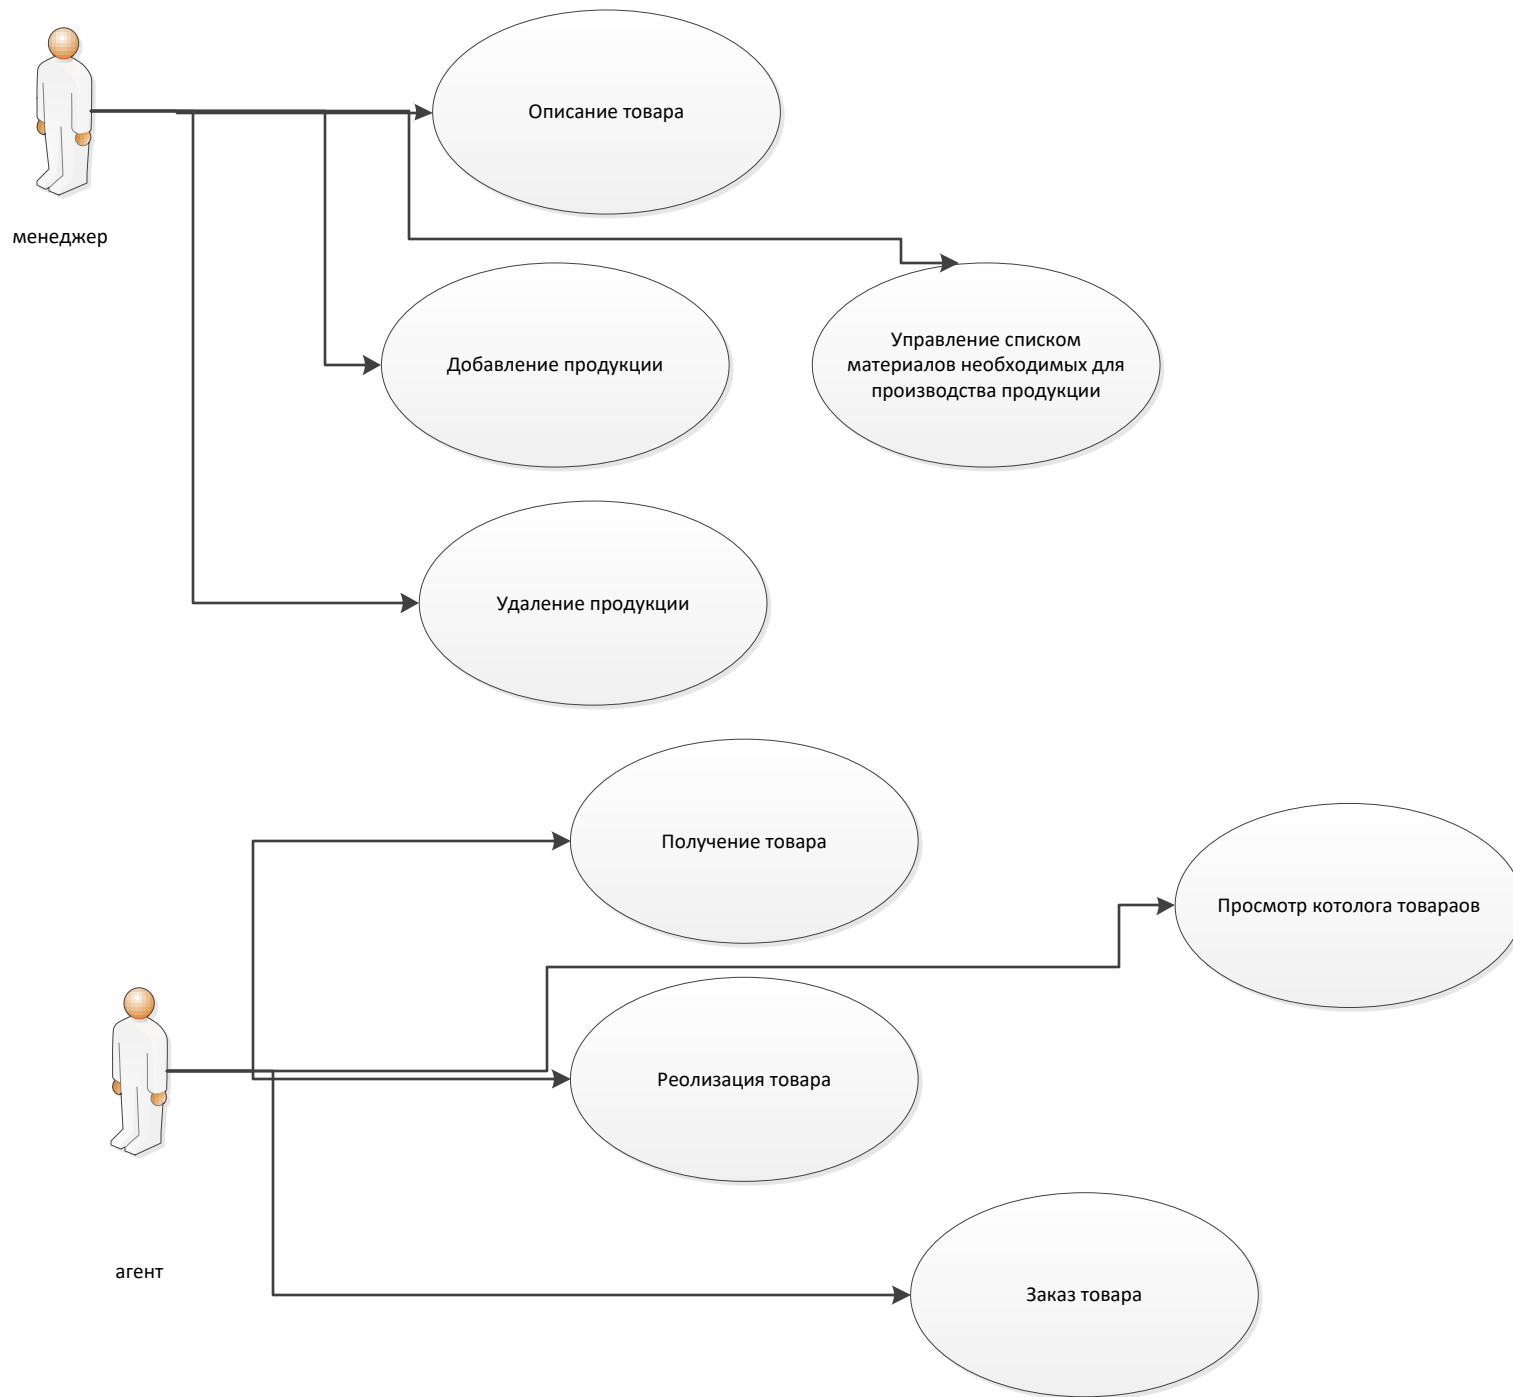 Описание товара
менеджер
Добавление продукции
Управление списком
материалов необходимых для
производства продукции
Удаление продукции
Получение товара
Просмотр котолога товараов
Реолизация товара
агент
Заказ товара